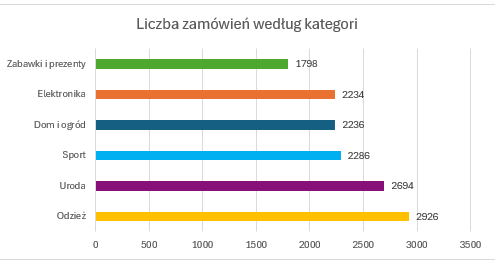 Liczba zamówień według kategori
Zabawki i prezenty 1798
Elektronika 2234
Dom i ogród 2236
Sport 2286
Uroda 2694
Odzież 2926
0 500 1000 1500 2000 2500 3000 3500